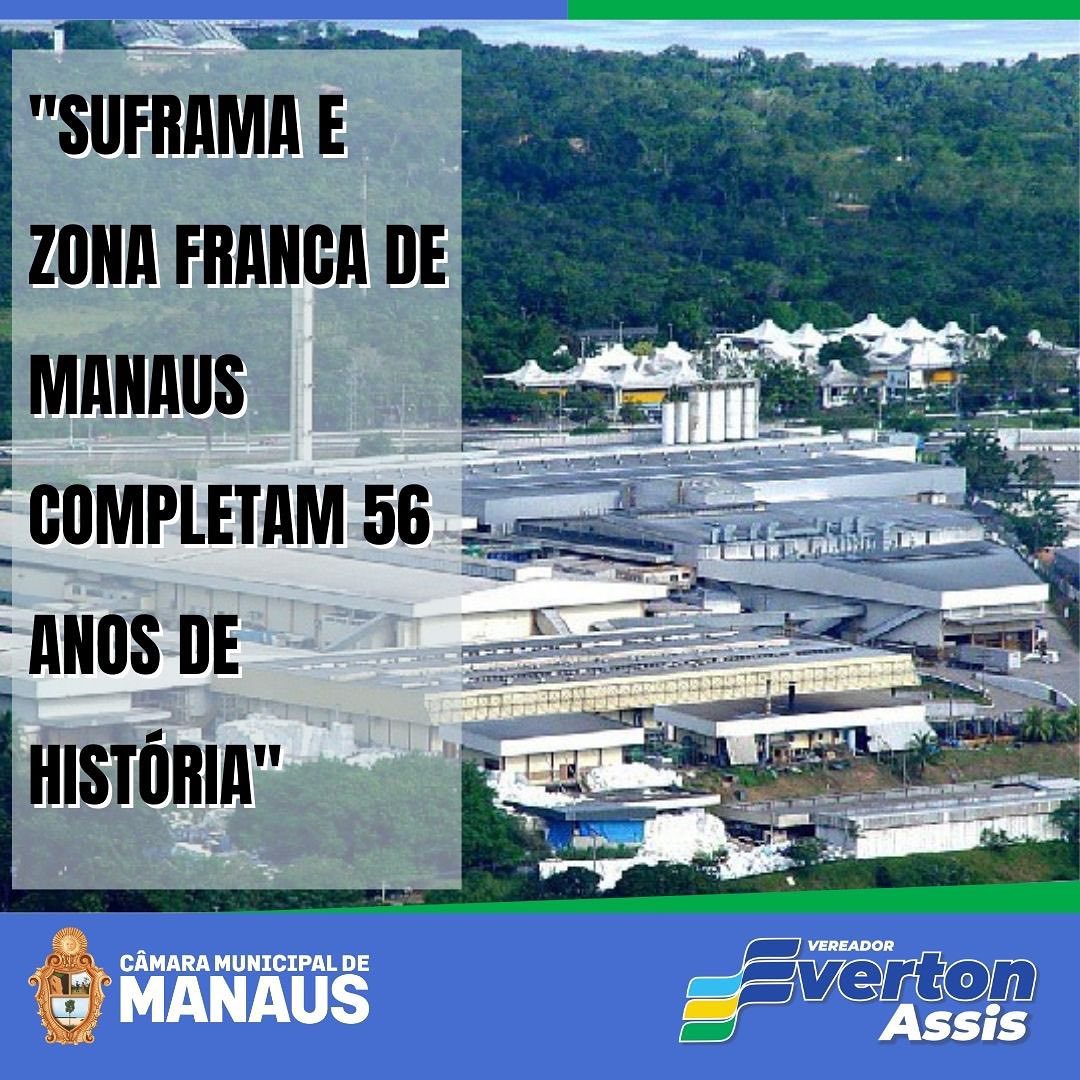 "SUFRAMA E
ZONA FRANCA DE
MANAUS
COMPLETAM 56
ANOS DE
HISTÓRIA"
CÂMARA MUNICIPAL DE
MANAUS
VEREADOR
Everton
Assis